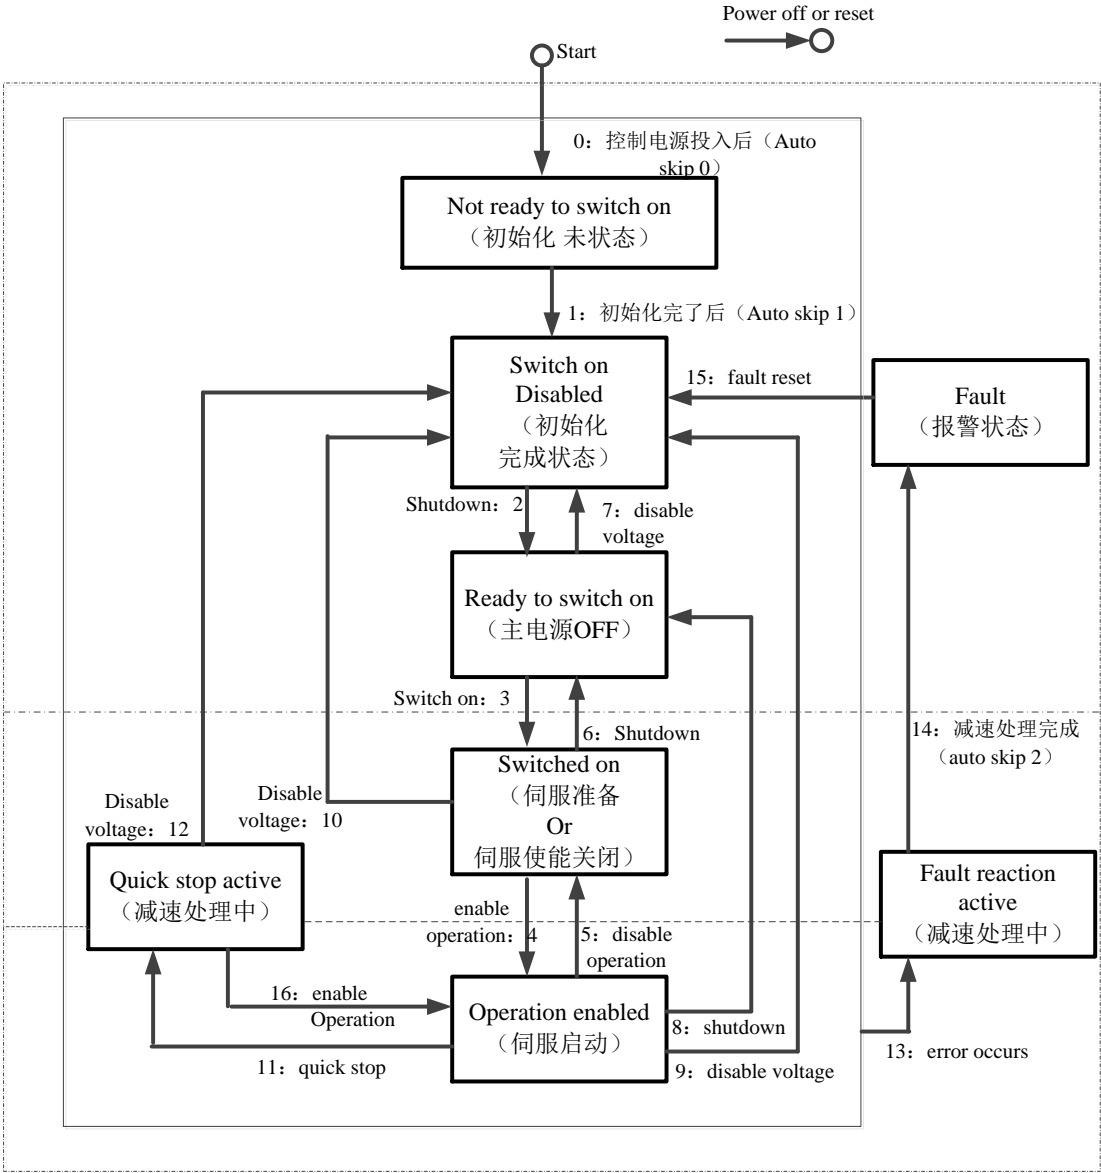 Power off or reset
Start
0：控制电源投入后（Auto
skip 0）
Not ready to switch on
（初始化 未状态）
1：初始化完了后（Auto skip 1）
Switch on
Disabled
（初始化
完成状态）
15：fault reset
Fault
（报警状态）
Shutdown：2
7：disable
voltage
Ready to switch on
（主电源OFF）
Switch on：3
6：Shutdown
14：减速处理完成
（auto skip 2）
Switched on
（伺服准备
Or
伺服使能关闭）
Disable
voltage：12
Disable
voltage：10
Quick stop active
（减速处理中）
Fault reaction
active
（减速处理中）
enable
operation：4
5：disable
operation
16：enable
Operation
Operation enabled
（伺服启动）
8：shutdown
11：quick stop
9：disable voltage
13：error occurs